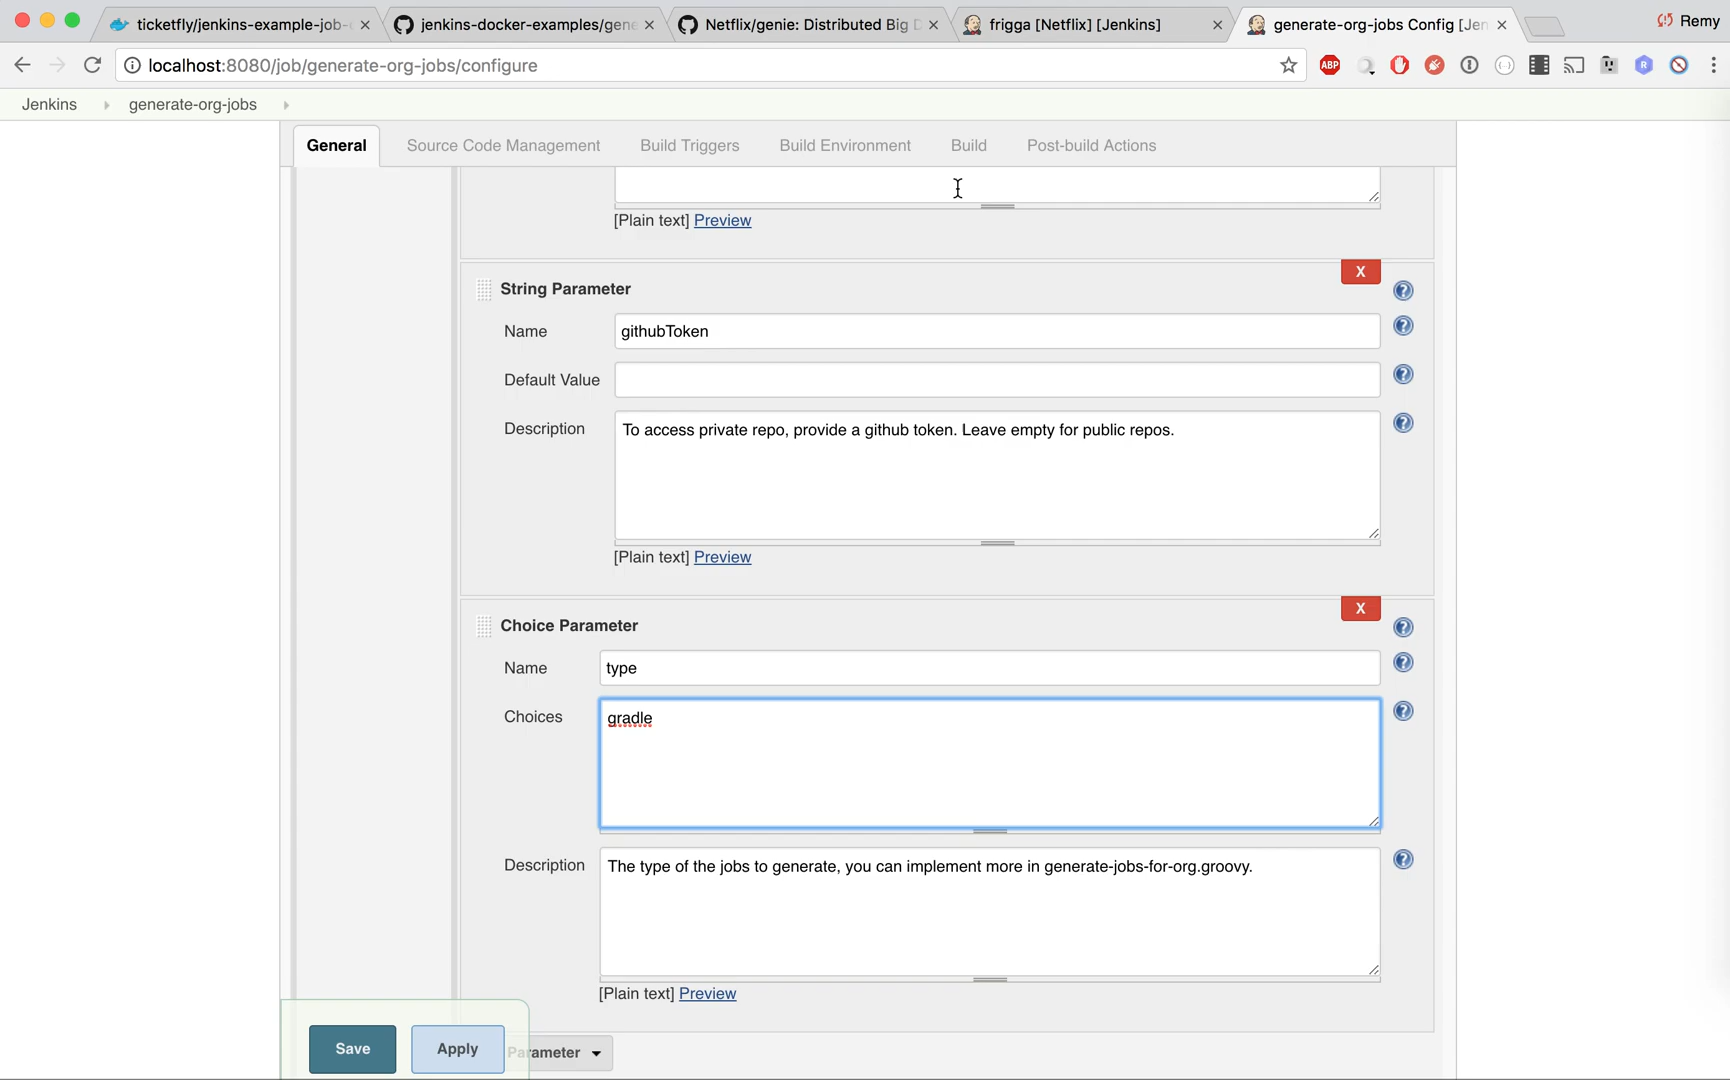 ticketfly/jenkins-example-job-
jenkins-docker-examples/gene
Netflix/genie: Distributed Big D
frigga [Netflix] [Jenkins]
generate-org-jobs Config [Jen
Remy
localhost:8080/job/generate-org-jobs/configure
ABP
Jenkins
generate-org-jobs
General
Source Code Management
Build Triggers
Build Environment
Build
Post-build Actions
[Plain text] Preview
X
String Parameter
Name
githubToken
Default Value
Description
To access private repo, provide a github token. Leave empty for public repos.
[Plain text] Preview
X
Choice Parameter
Name
type
Choices
gradle
Description
The type of the jobs to generate, you can implement more in generate-jobs-for-org.groovy.
[Plain text] Preview
Save
Apply
Parameter